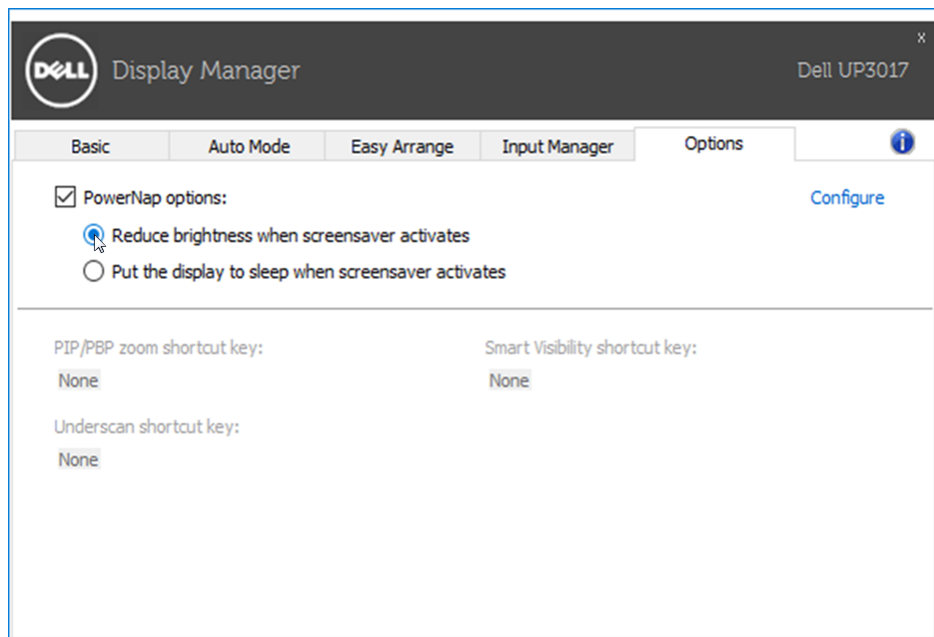 x
DELL Display Manager Dell UP3017
Basic Auto Mode Easy Arrange Input Manager Options i
PowerNap options: Configure
Reduce brightness when screensaver activates
Put the display to sleep when screensaver activates
PIP/PBP zoom shortcut key: Smart Visibility shortcut key:
None None
Underscan shortcut key:
None